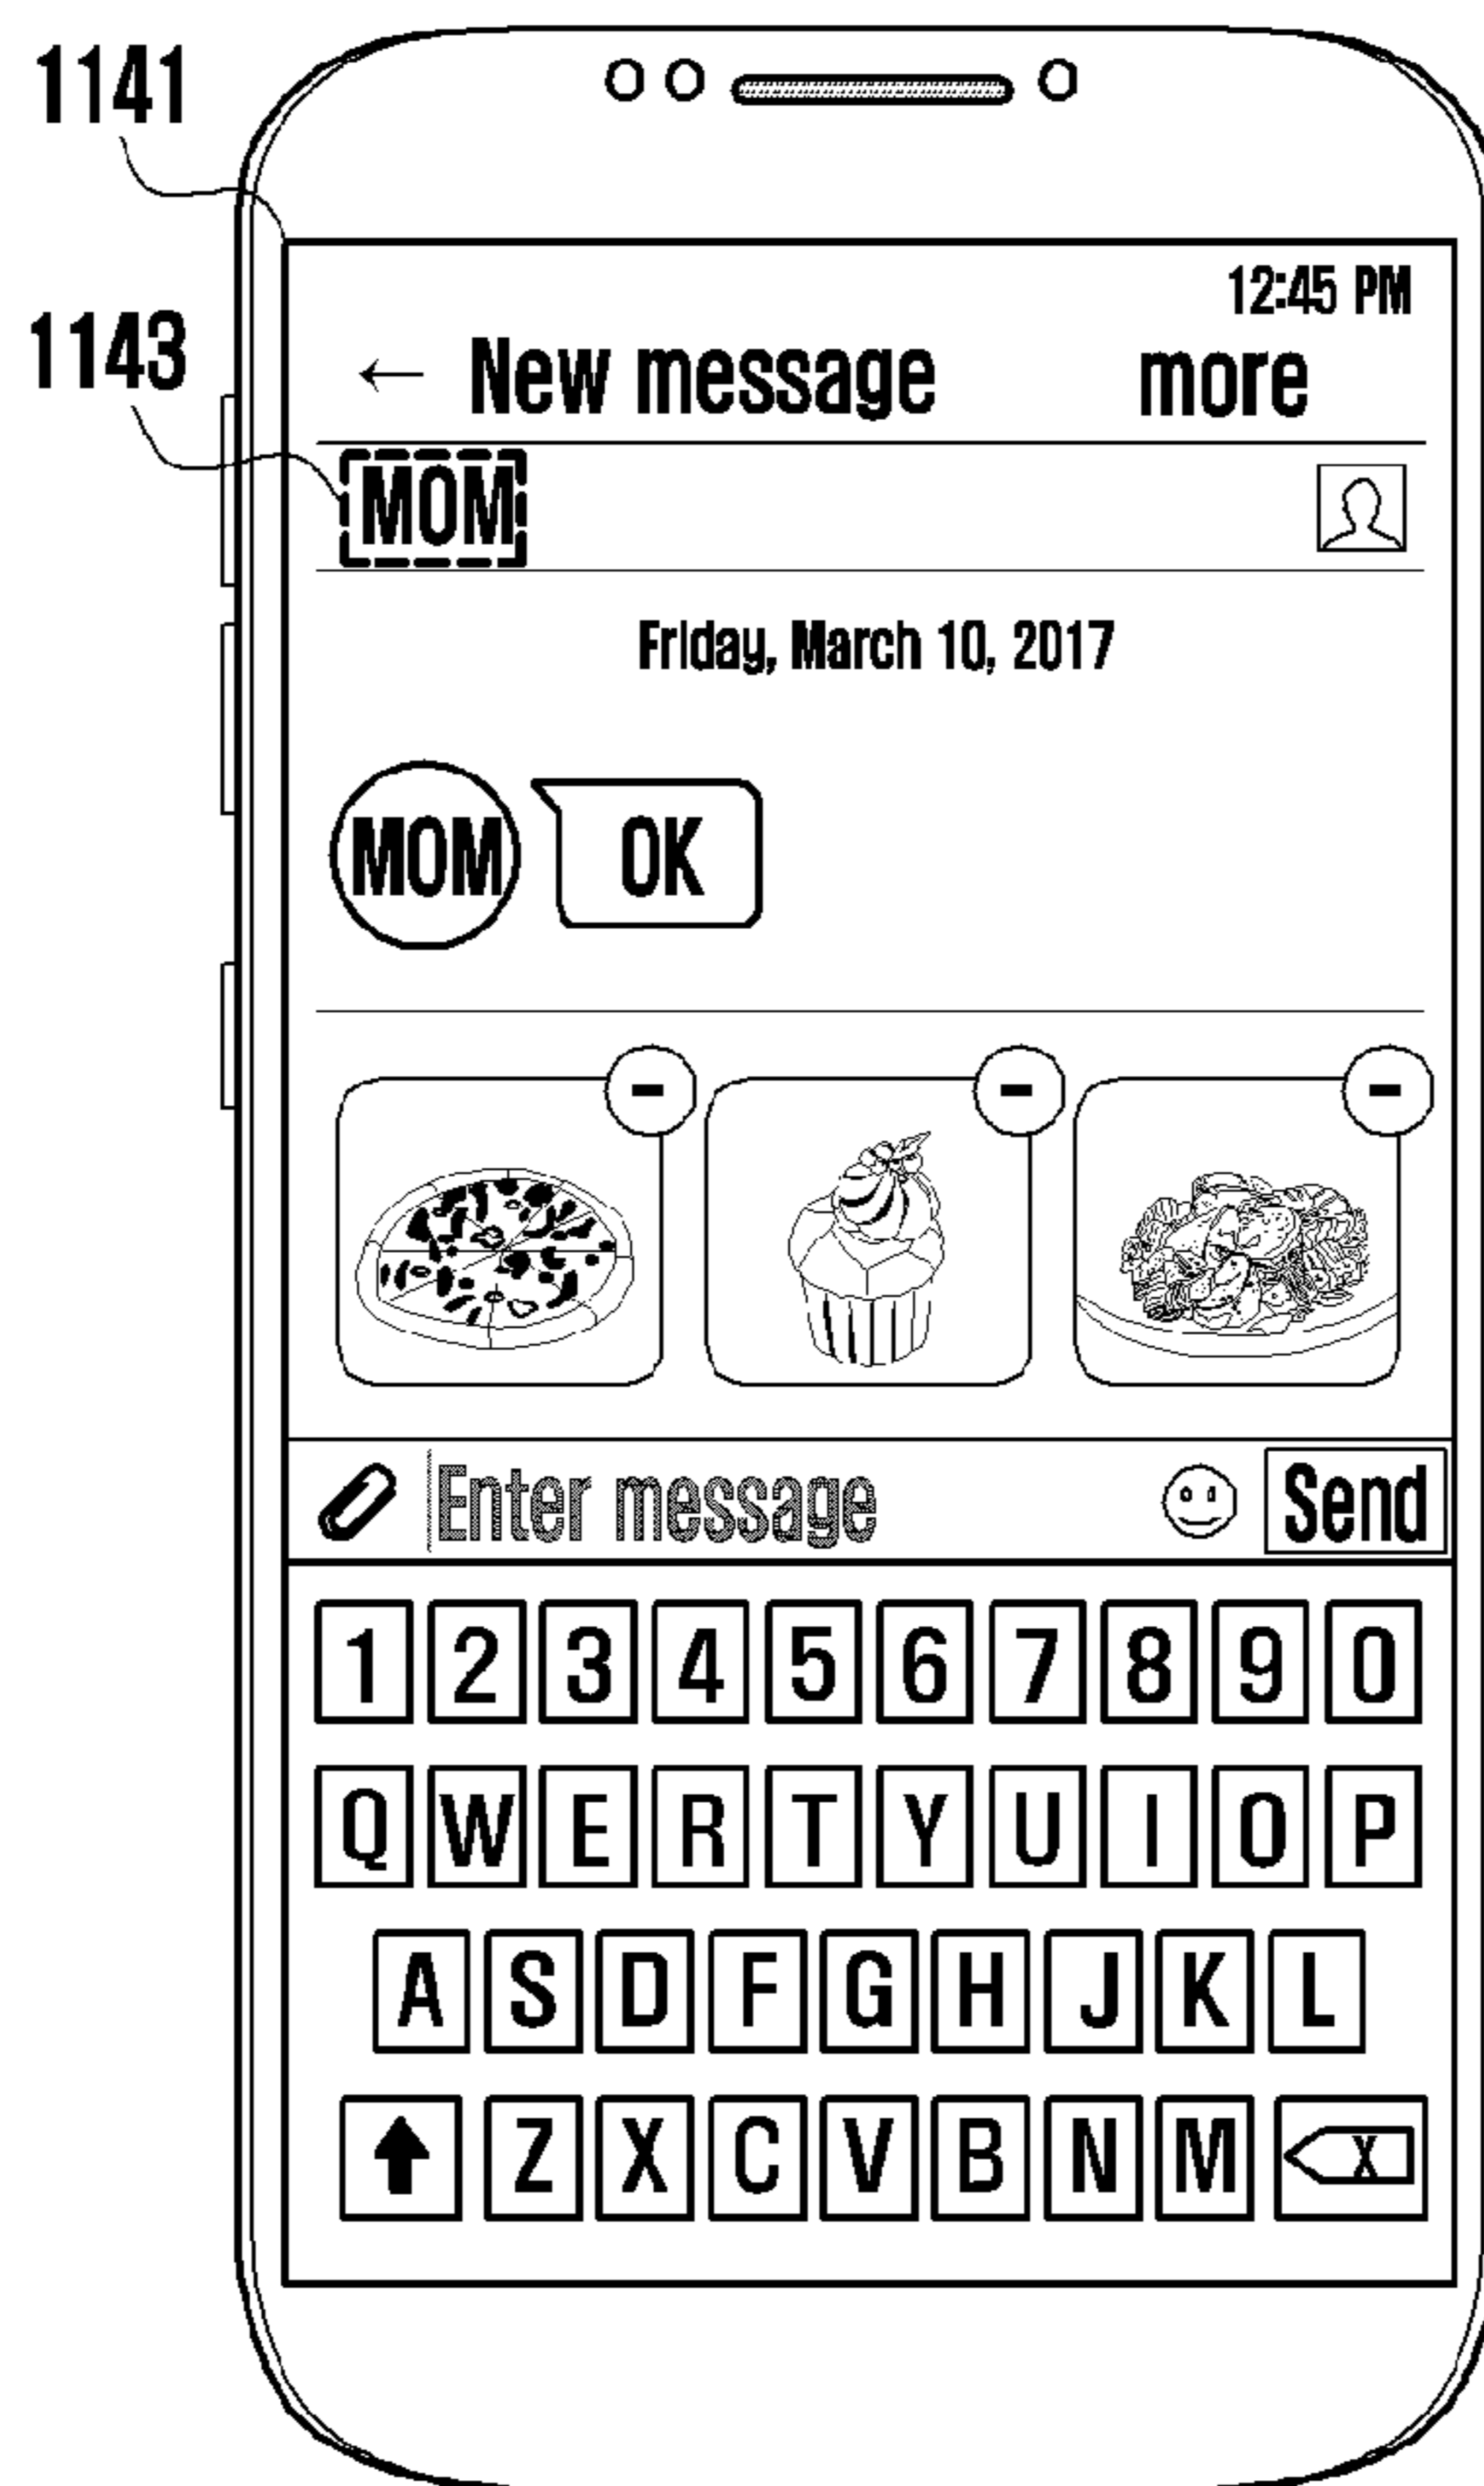 1141
12:45 PM
1143
← New message more
MOM
Friday, March 10, 2017
MOM OK
- - -
Enter message Send
1 2 3 4 5 6 7 8 9 0
Q W E R T Y U I O P
A S D F G H J K L
Z X C V B N M X